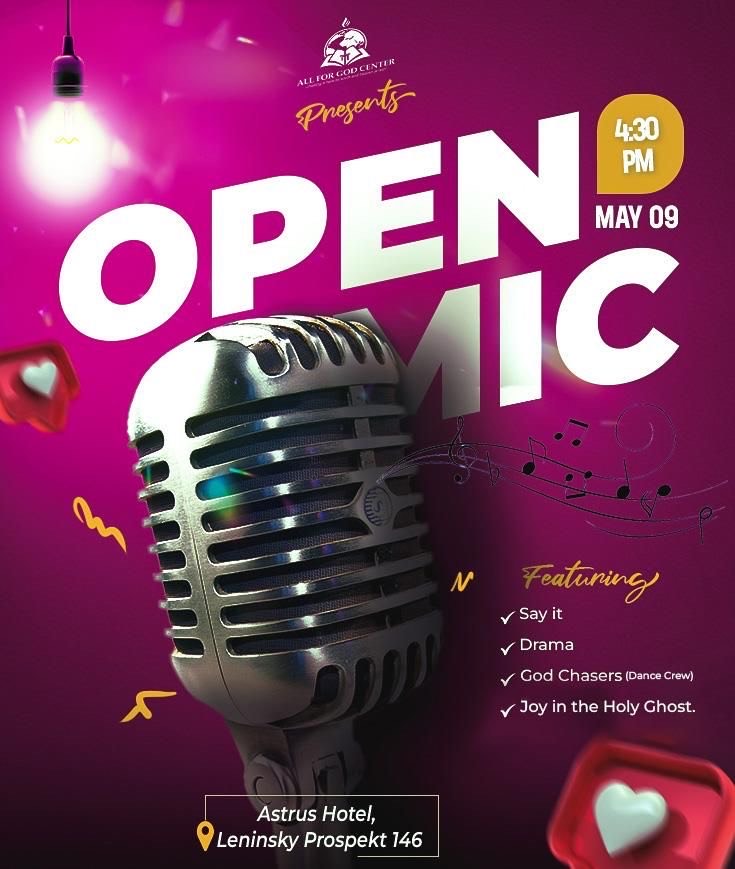 ALL FOR GOD CENTER
Presents
OPEN
MIC
4:30
PM
MAY 09
Featuring
Say it
Drama
God Chasers (Dance Crew)
Joy in the Holy Ghost.
Astrus Hotel,
Leninsky Prospekt 146